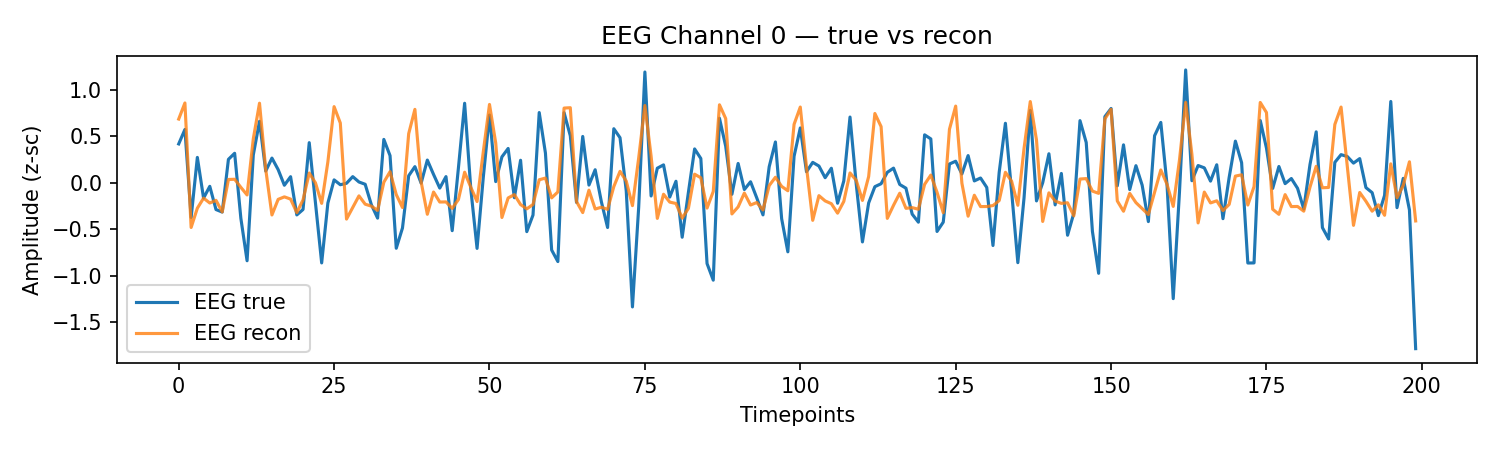 EEG Channel 0 — true vs recon
Amplitude (z-sc)
1.0
0.5
0.0
−0.5
−1.0
−1.5
EEG true
EEG recon
0 25 50 75 100 125 150 175 200
Timepoints